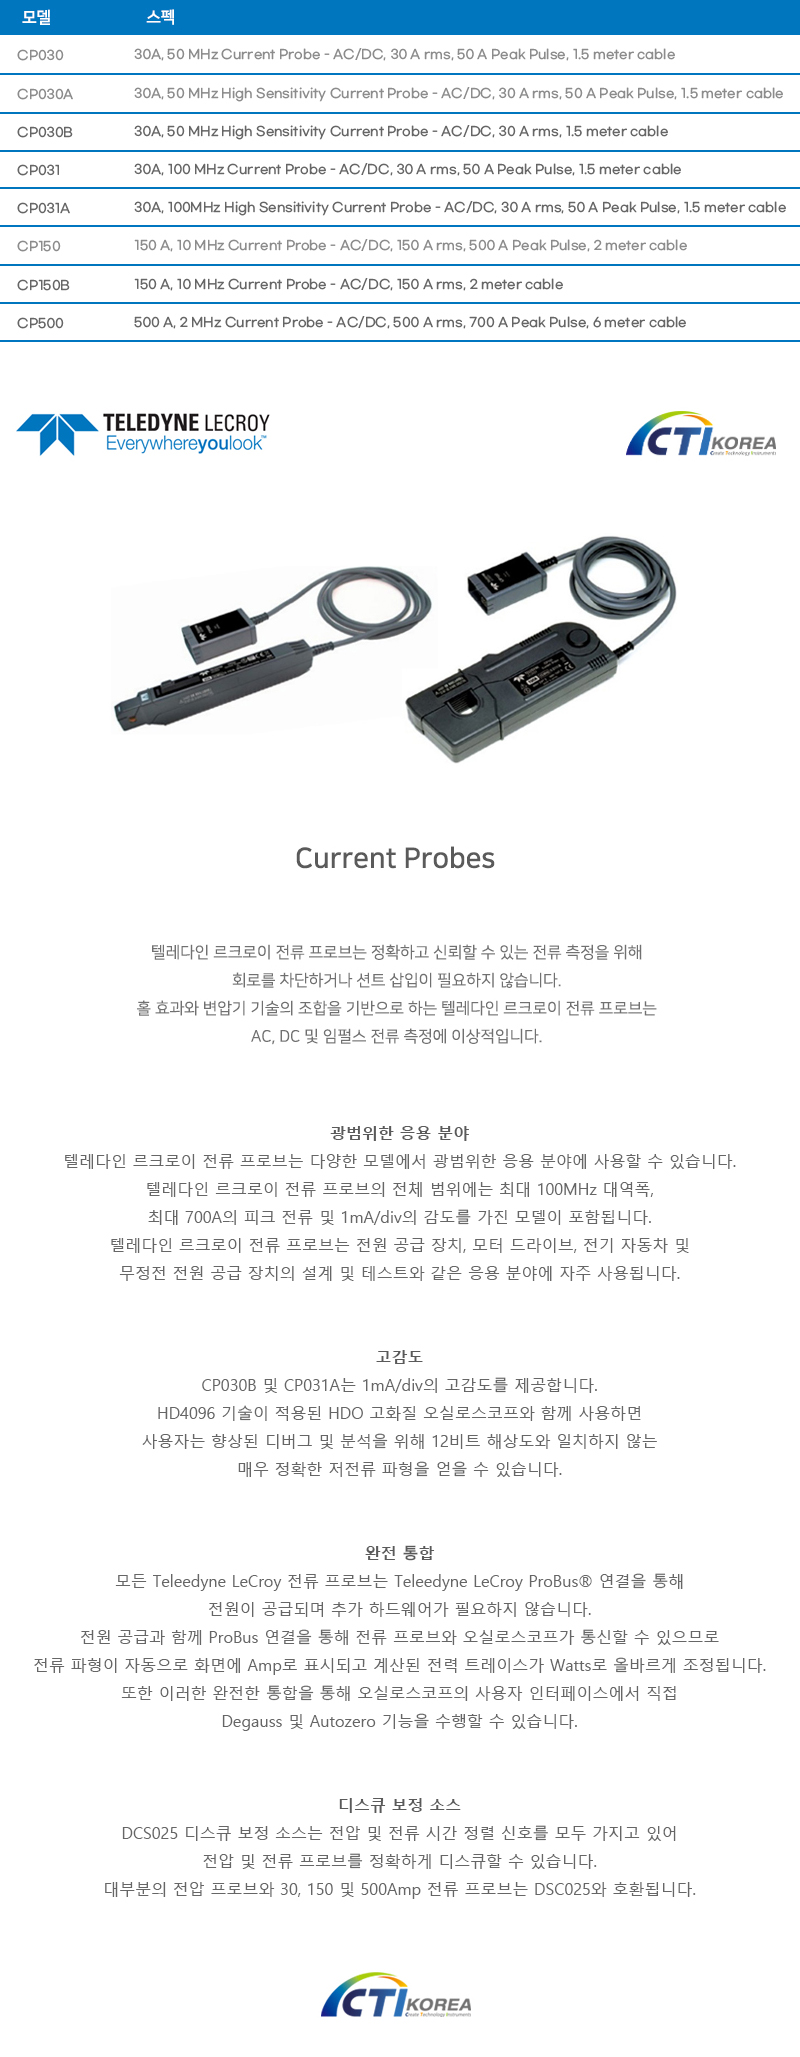 모델 스펙
CP030 30A, 50 MHz Current Probe - AC/DC, 30 A rms, 50 A Peak Pulse, 1.5 meter cable
CP030A 30A, 50 MHz High Sensitivity Current Probe - AC/DC, 30 A rms, 50 A Peak Pulse, 1.5 meter cable
CP030B 30A, 50 MHz High Sensitivity Current Probe - AC/DC, 30 A rms, 1.5 meter cable
CP031 30A, 100 MHz Current Probe - AC/DC, 30 A rms, 50 A Peak Pulse, 1.5 meter cable
CP031A 30A, 100MHz High Sensitivity Current Probe - AC/DC, 30 A rms, 50 A Peak Pulse, 1.5 meter cable
CP150 150 A, 10 MHz Current Probe - AC/DC, 150 A rms, 500 A Peak Pulse, 2 meter cable
CP150B 150 A, 10 MHz Current Probe - AC/DC, 150 A rms, 2 meter cable
CP500 500 A, 2 MHz Current Probe - AC/DC, 500 A rms, 700 A Peak Pulse, 6 meter cable
TELEDYNE LECROY
Everywhereyoulook™
CTI KOREA
Create Technology Instruments
Current Probes
텔레다인 르크로이 전류 프로브는 정확하고 신뢰할 수 있는 전류 측정을 위해
회로를 차단하거나 션트 삽입이 필요하지 않습니다.
홀 효과와 변압기 기술의 조합을 기반으로 하는 텔레다인 르크로이 전류 프로브는
AC, DC 및 임펄스 전류 측정에 이상적입니다.
광범위한 응용 분야
텔레다인 르크로이 전류 프로브는 다양한 모델에서 광범위한 응용 분야에 사용할 수 있습니다.
텔레다인 르크로이 전류 프로브의 전체 범위에는 최대 100MHz 대역폭,
최대 700A의 피크 전류 및 1mA/div의 감도를 가진 모델이 포함됩니다.
텔레다인 르크로이 전류 프로브는 전원 공급 장치, 모터 드라이브, 전기 자동차 및
무정전 전원 공급 장치의 설계 및 테스트와 같은 응용 분야에 자주 사용됩니다.
고감도
CP030B 및 CP031A는 1mA/div의 고감도를 제공합니다.
HD4096 기술이 적용된 HDO 고화질 오실로스코프와 함께 사용하면
사용자는 향상된 디버그 및 분석을 위해 12비트 해상도와 일치하지 않는
매우 정확한 저전류 파형을 얻을 수 있습니다.
완전 통합
모든 Teleedyne LeCroy 전류 프로브는 Teleedyne LeCroy ProBus® 연결을 통해
전원이 공급되며 추가 하드웨어가 필요하지 않습니다.
전원 공급과 함께 ProBus 연결을 통해 전류 프로브와 오실로스코프가 통신할 수 있으므로
전류 파형이 자동으로 화면에 Amp로 표시되고 계산된 전력 트레이스가 Watts로 올바르게 조정됩니다.
또한 이러한 완전한 통합을 통해 오실로스코프의 사용자 인터페이스에서 직접
Degauss 및 Autozero 기능을 수행할 수 있습니다.
디스큐 보정 소스
DCS025 디스큐 보정 소스는 전압 및 전류 시간 정렬 신호를 모두 가지고 있어
전압 및 전류 프로브를 정확하게 디스큐할 수 있습니다.
대부분의 전압 프로브와 30, 150 및 500Amp 전류 프로브는 DSC025와 호환됩니다.
CTI KOREA
Create Technology Instruments